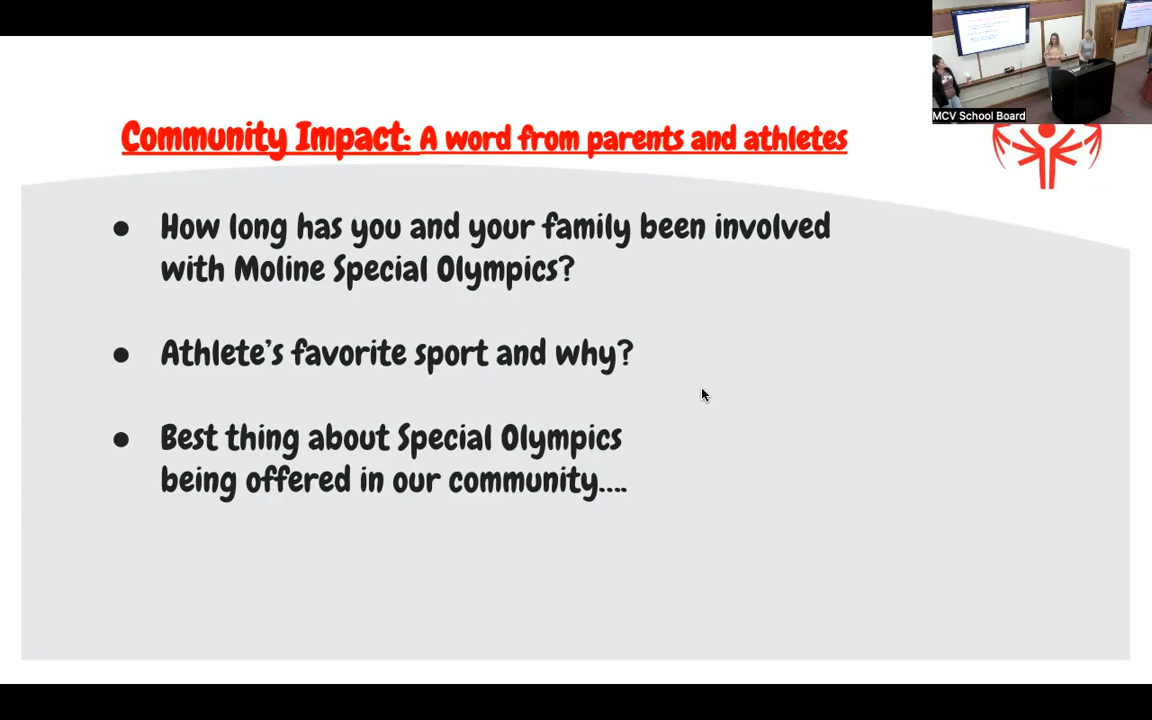 MCV School Board
Community Impact: A word from parents and athletes
How long has you and your family been involved
with Moline Special Olympics?
Athlete's favorite sport and why?
Best thing about Special Olympics
being offered in our community....